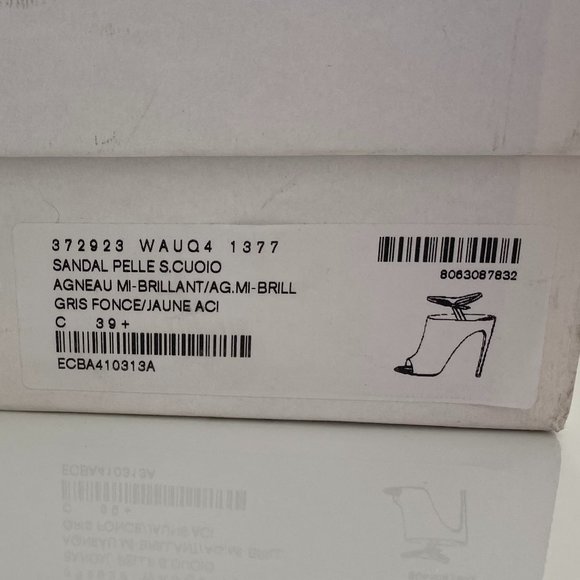 372923 WAUQ4 1377
SANDAL PELLE S.CUOIO
AGNEAU MI-BRILLANT/AG.MI-BRILL
GRIS FONCE/JAUNE ACI
C 39+
ECBA410313A
8063087832